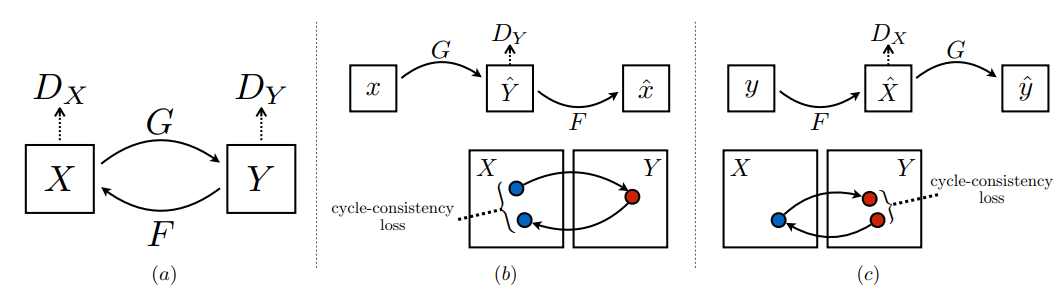 D_X
D_Y
G
X
Y
F
(a)
D_Y
G
x
Ŷ
x̂
F
X
Y
cycle-consistency
loss
(b)
D_X
G
y
X̂
ŷ
F
X
Y
cycle-consistency
loss
(c)